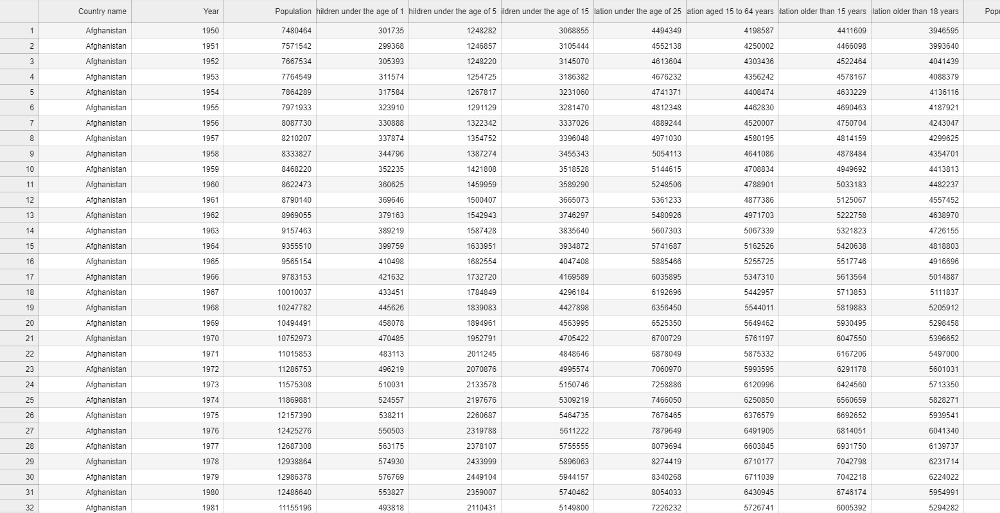 Country name Year Population hildren under the age of 1 hildren under the age of 5 ildren under the age of 15 lation under the age of 25 ation aged 15 to 64 years lation older than 15 years lation older than 18 years Popu
1 Afghanistan 1950 7480464 301735 1248282 3068855 4494349 4198587 4411609 3946595
2 Afghanistan 1951 7571542 299368 1246857 3105444 4552138 4250002 4466098 3993640
3 Afghanistan 1952 7667534 305393 1248220 3145070 4613604 4303436 4522464 4041439
4 Afghanistan 1953 7764549 311574 1254725 3186382 4676232 4356242 4578167 4088379
5 Afghanistan 1954 7864289 317584 1267817 3231060 4741371 4408474 4633229 4136116
6 Afghanistan 1955 7971933 323910 1291129 3281470 4812348 4462830 4690463 4187921
7 Afghanistan 1956 8087730 330888 1322342 3337026 4889244 4520007 4750704 4243047
8 Afghanistan 1957 8210207 337874 1354752 3396048 4971030 4580195 4814159 4299625
9 Afghanistan 1958 8333827 344796 1387274 3455343 5054113 4641086 4878484 4354701
10 Afghanistan 1959 8468220 352235 1421808 3518528 5144615 4708834 4949692 4413813
11 Afghanistan 1960 8622473 360625 1459959 3589290 5248506 4788901 5033183 4482237
12 Afghanistan 1961 8790140 369646 1500407 3665073 5361233 4877386 5125067 4557452
13 Afghanistan 1962 8969055 379163 1542943 3746297 5480926 4971703 5222758 4638970
14 Afghanistan 1963 9157463 389219 1587428 3835640 5607303 5067339 5321823 4726155
15 Afghanistan 1964 9355510 399759 1633951 3934872 5741687 5162526 5420638 4818803
16 Afghanistan 1965 9565154 410498 1682554 4047408 5885466 5255725 5517746 4916696
17 Afghanistan 1966 9783153 421632 1732720 4169589 6035895 5347310 5613564 5014887
18 Afghanistan 1967 10010037 433451 1784849 4296184 6192696 5442957 5713853 5111837
19 Afghanistan 1968 10247782 445626 1839083 4427898 6356450 5544011 5819883 5205912
20 Afghanistan 1969 10494491 458078 1894961 4563995 6525350 5649462 5930495 5298458
21 Afghanistan 1970 10752973 470485 1952791 4705422 6700729 5761197 6047550 5396652
22 Afghanistan 1971 11015853 483113 2011245 4848646 6878049 5875332 6167206 5497000
23 Afghanistan 1972 11286753 496219 2070876 4995574 7060970 5993595 6291178 5601031
24 Afghanistan 1973 11575308 510031 2133578 5150746 7258886 6120996 6424560 5713350
25 Afghanistan 1974 11869881 524557 2197676 5309219 7466050 6250850 6560659 5828271
26 Afghanistan 1975 12157390 538211 2260687 5464735 7676465 6376579 6692652 5939541
27 Afghanistan 1976 12425276 550503 2319788 5611222 7879649 6491905 6814051 6041340
28 Afghanistan 1977 12687308 563175 2378107 5755555 8079694 6603845 6931750 6139737
29 Afghanistan 1978 12938864 574930 2433999 5896063 8274419 6710177 7042798 6231714
30 Afghanistan 1979 12986378 576769 2449104 5944157 8340268 6711039 7042218 6224022
31 Afghanistan 1980 12486640 553827 2359007 5740462 8054033 6430945 6746174 5954991
32 Afghanistan 1981 11155196 493818 2110431 5149800 7226232 5726741 6005392 5294282